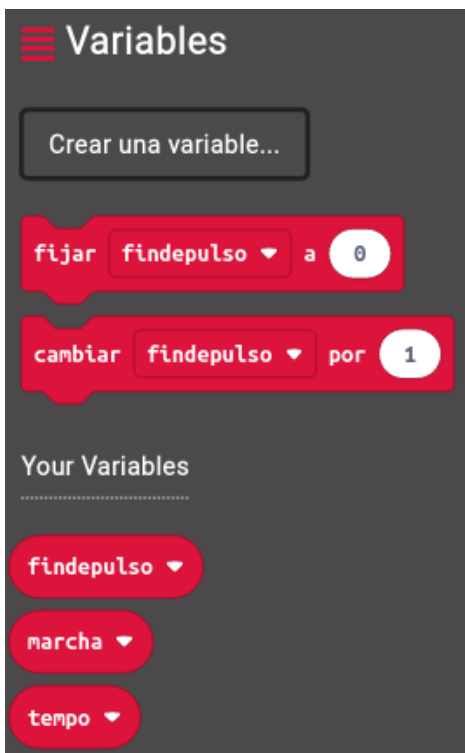 Variables
Crear una variable...
fijar findepulso a 0
cambiar findepulso por 1
Your Variables
findepulso
marcha
tempo